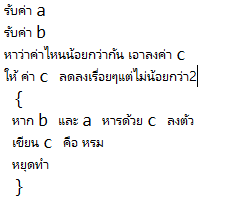 รับค่า a
รับค่า b
หาว่าค่าไหนน้อยกว่ากัน เอาลงค่า c
ให้ ค่า c ลดลงเรื่อยๆแต่ไม่น้อยกว่า2
{
หาก b และ a หารด้วย c ลงตัว
เขียน c คือ หรม
หยุดทำ
}